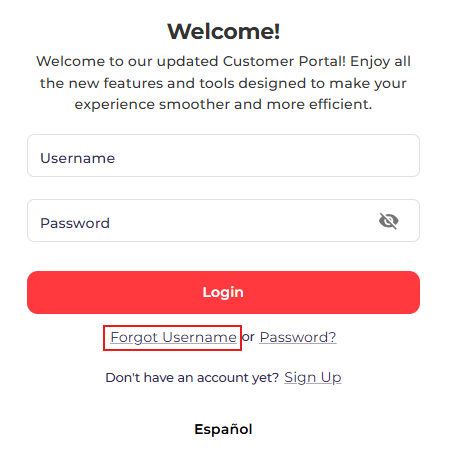 Welcome!
Welcome to our updated Customer Portal! Enjoy all
the new features and tools designed to make your
experience smoother and more efficient.
Username
Password
Login
Forgot Username or Password?
Don't have an account yet? Sign Up
Español